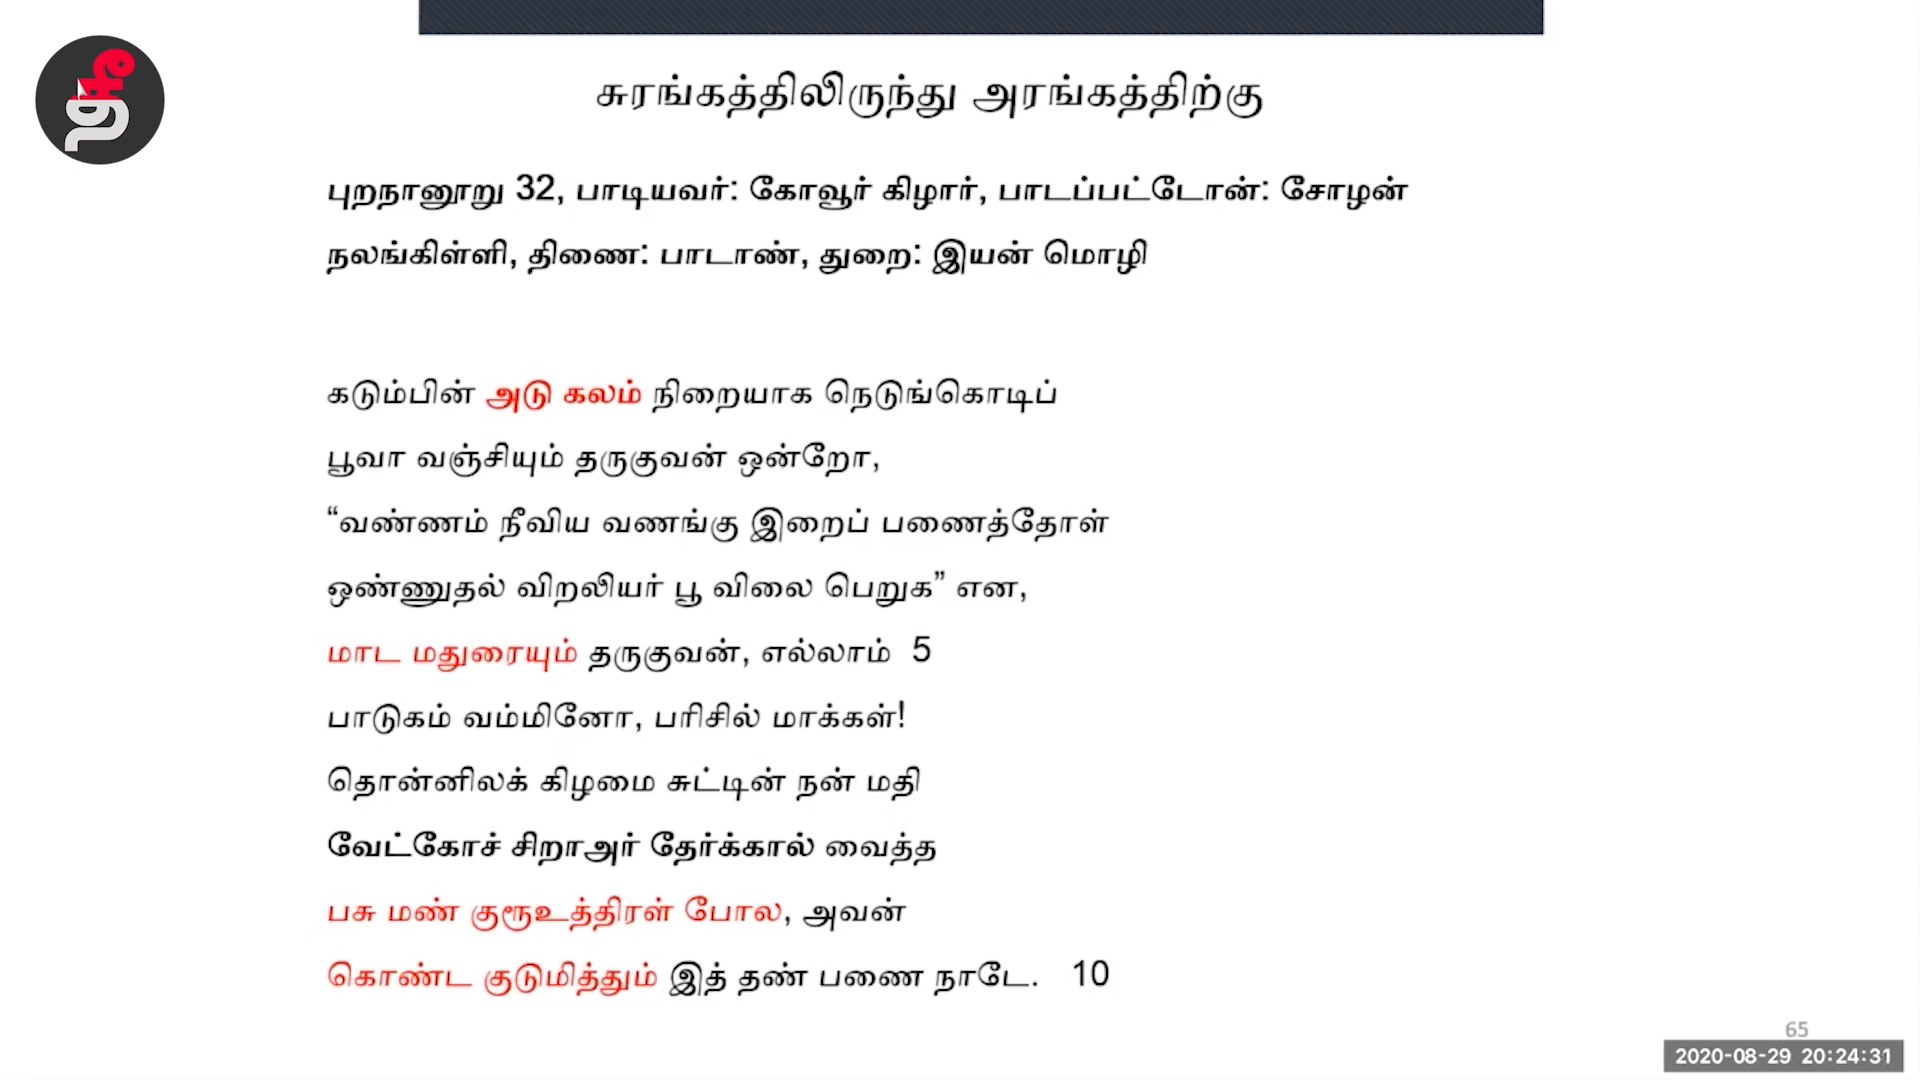 சுரங்கத்திலிருந்து அரங்கத்திற்கு
புறநானூறு 32, பாடியவர்: கோவூர் கிழார், பாடப்பட்டோன்: சோழன்
நலங்கிள்ளி, திணை: பாடாண், துறை: இயன் மொழி
கடும்பின் அடு கலம் நிறையாக நெடுங்கொடிப்
பூவா வஞ்சியும் தருகுவன் ஒன்றோ,
“வண்ணம் நீவிய வணங்கு இறைப் பணைத்தோள்
ஒண்ணுதல் விறலியர் பூ விலை பெறுக” என,
மாட மதுரையும் தருகுவன், எல்லாம் 5
பாடுகம் வம்மினோ, பரிசில் மாக்கள்!
தொன்னிலக் கிழமை சுட்டின் நன் மதி
வேட்கோச் சிறாஅர் தேர்க்கால் வைத்த
பசு மண் குரூஉத்திரள் போல, அவன்
கொண்ட குடுமித்தும் இத் தண் பணை நாடே. 10
65
2020-08-29 20:24:31